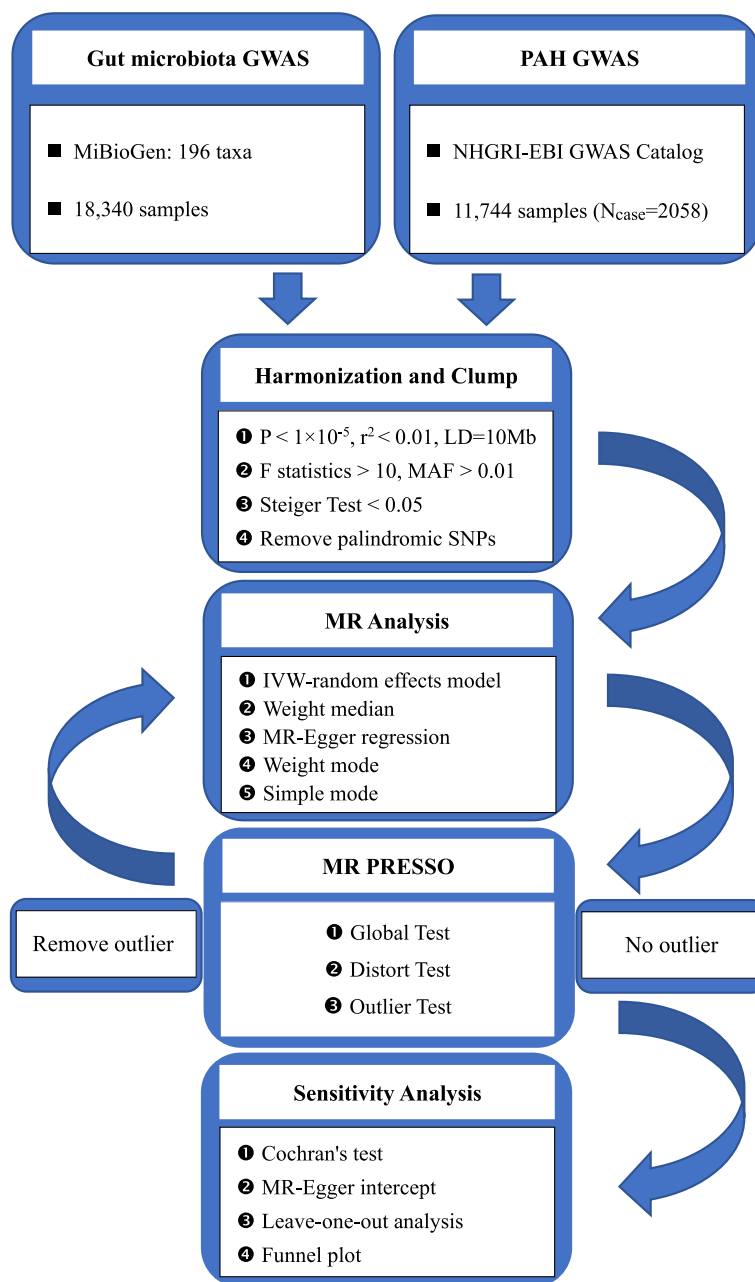 Gut microbiota GWAS
■ MiBioGen: 196 taxa
■ 18,340 samples
PAH GWAS
■ NHGRI-EBI GWAS Catalog
■ 11,744 samples (Ncase=2058)
Harmonization and Clump
❶ P < 1×10⁻⁵, r² < 0.01, LD=10Mb
❷ F statistics > 10, MAF > 0.01
❸ Steiger Test < 0.05
❹ Remove palindromic SNPs
MR Analysis
❶ IVW-random effects model
❷ Weight median
❸ MR-Egger regression
❹ Weight mode
❺ Simple mode
MR PRESSO
Remove outlier
❶ Global Test
❷ Distort Test
❸ Outlier Test
No outlier
Sensitivity Analysis
❶ Cochran's test
❷ MR-Egger intercept
❸ Leave-one-out analysis
❹ Funnel plot